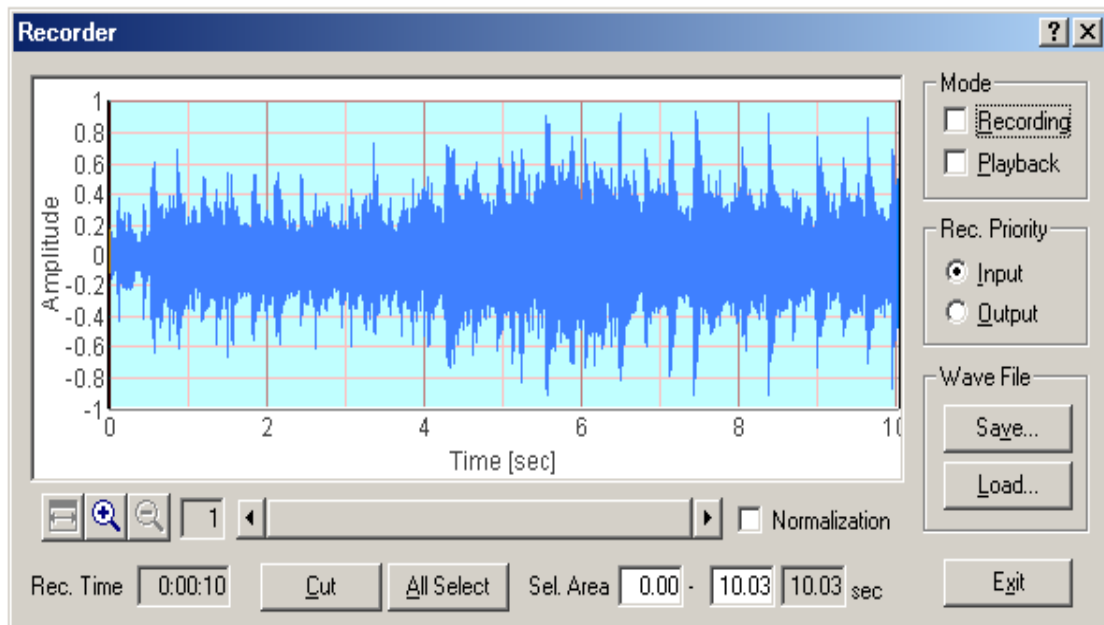 Recorder
Amplitude
1
0.8
0.6
0.4
0.2
0
-0.2
-0.4
-0.6
-0.8
-1
0 2 4 6 8 10
Time [sec]
Mode
Recording
Playback
Rec. Priority
Input
Output
Wave File
Save...
Load...
1
Normalization
Rec. Time 0:00:10 Cut All Select Sel. Area 0.00 - 10.03 10.03 sec
Exit